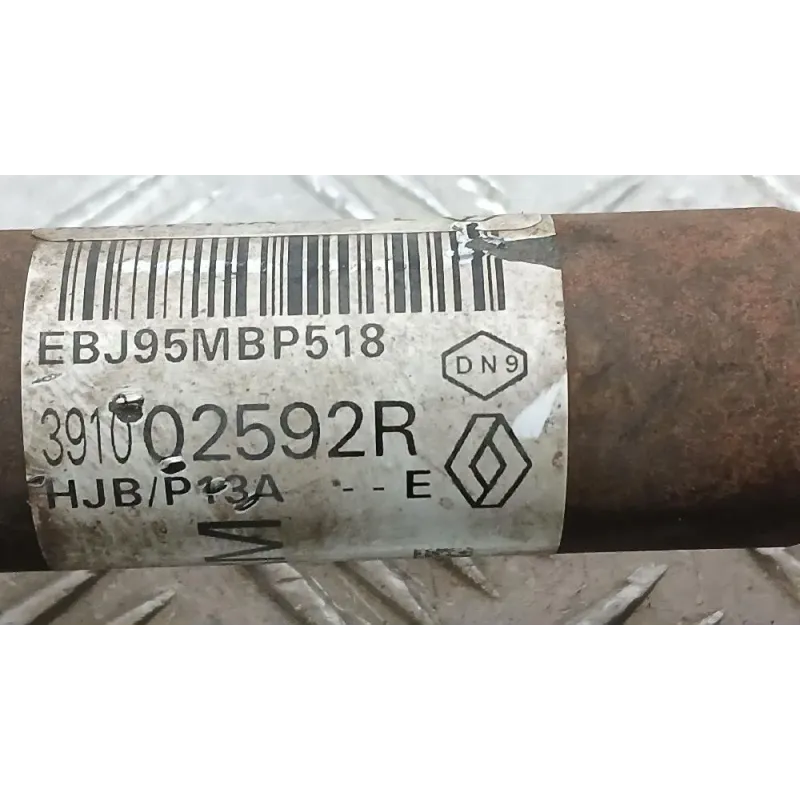 EBJ95MBP518
DN9
391002592R
HJB/P13A --E
M